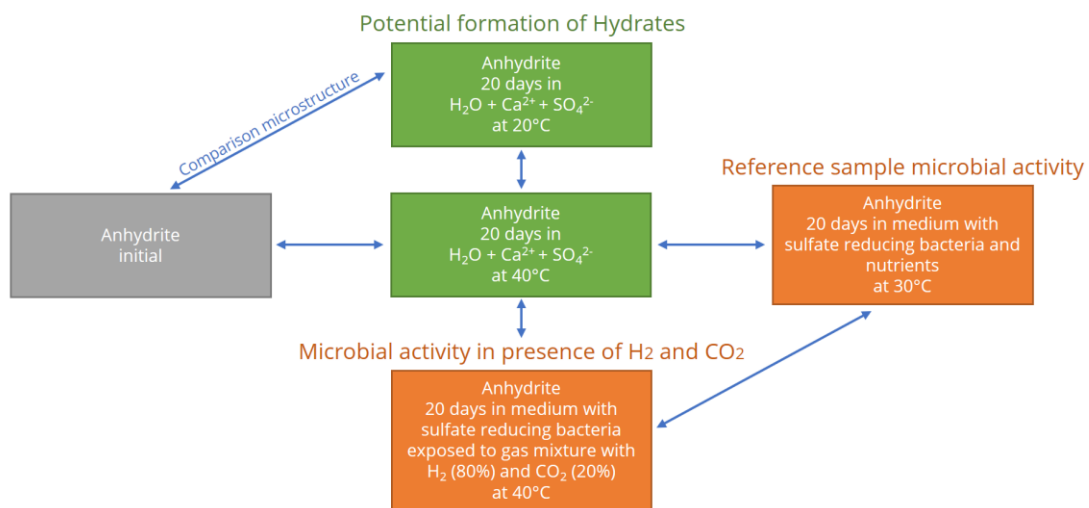 Potential formation of Hydrates
Anhydrite
20 days in
H₂O + Ca²⁺ + SO₄²⁻
at 20°C
Comparison microstructure
Reference sample microbial activity
Anhydrite
initial
Anhydrite
20 days in
H₂O + Ca²⁺ + SO₄²⁻
at 40°C
Anhydrite
20 days in medium with
sulfate reducing bacteria and
nutrients
at 30°C
Microbial activity in presence of H2 and CO2
Anhydrite
20 days in medium with
sulfate reducing bacteria
exposed to gas mixture with
H₂ (80%) and CO₂ (20%)
at 40°C